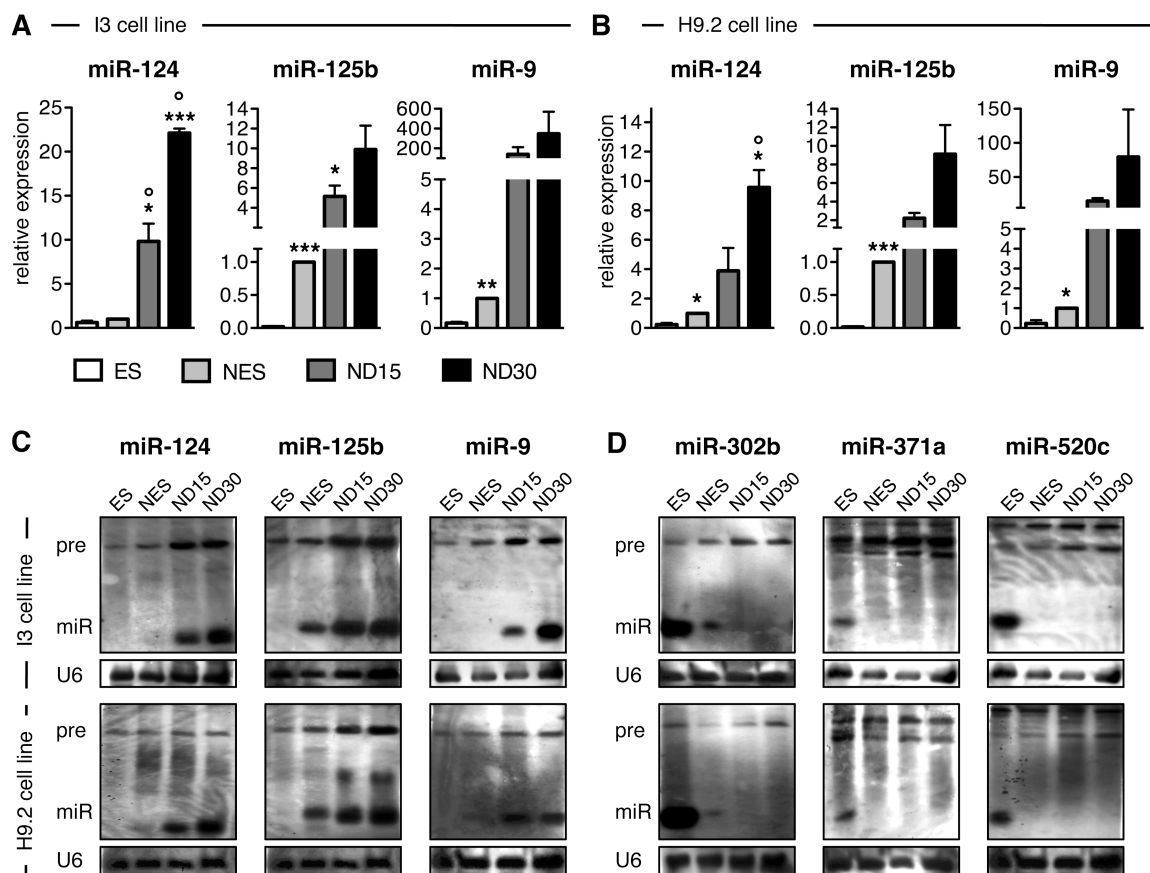 A I3 cell line
B H9.2 cell line
miR-124 miR-125b miR-9
miR-124 miR-125b miR-9
relative expression
25
20
15
10
5
0
° *
° ***
14
12
10
8
6
4
1.0
0.5
0.0
***
*
600
400
200
5
4
3
2
1
0
**
relative expression
14
12
10
8
6
4
2
0
*
° *
14
12
10
8
6
4
2
1.0
0.5
0.0
***
150
100
50
5
4
3
2
1
0
*
ES NES ND15 ND30
C
miR-124 miR-125b miR-9
ES NES ND15 ND30 ES NES ND15 ND30 ES NES ND15 ND30
D
miR-302b miR-371a miR-520c
ES NES ND15 ND30 ES NES ND15 ND30 ES NES ND15 ND30
I3 cell line
pre
miR
U6
pre
miR
U6
H9.2 cell line
pre
miR
U6
pre
miR
U6